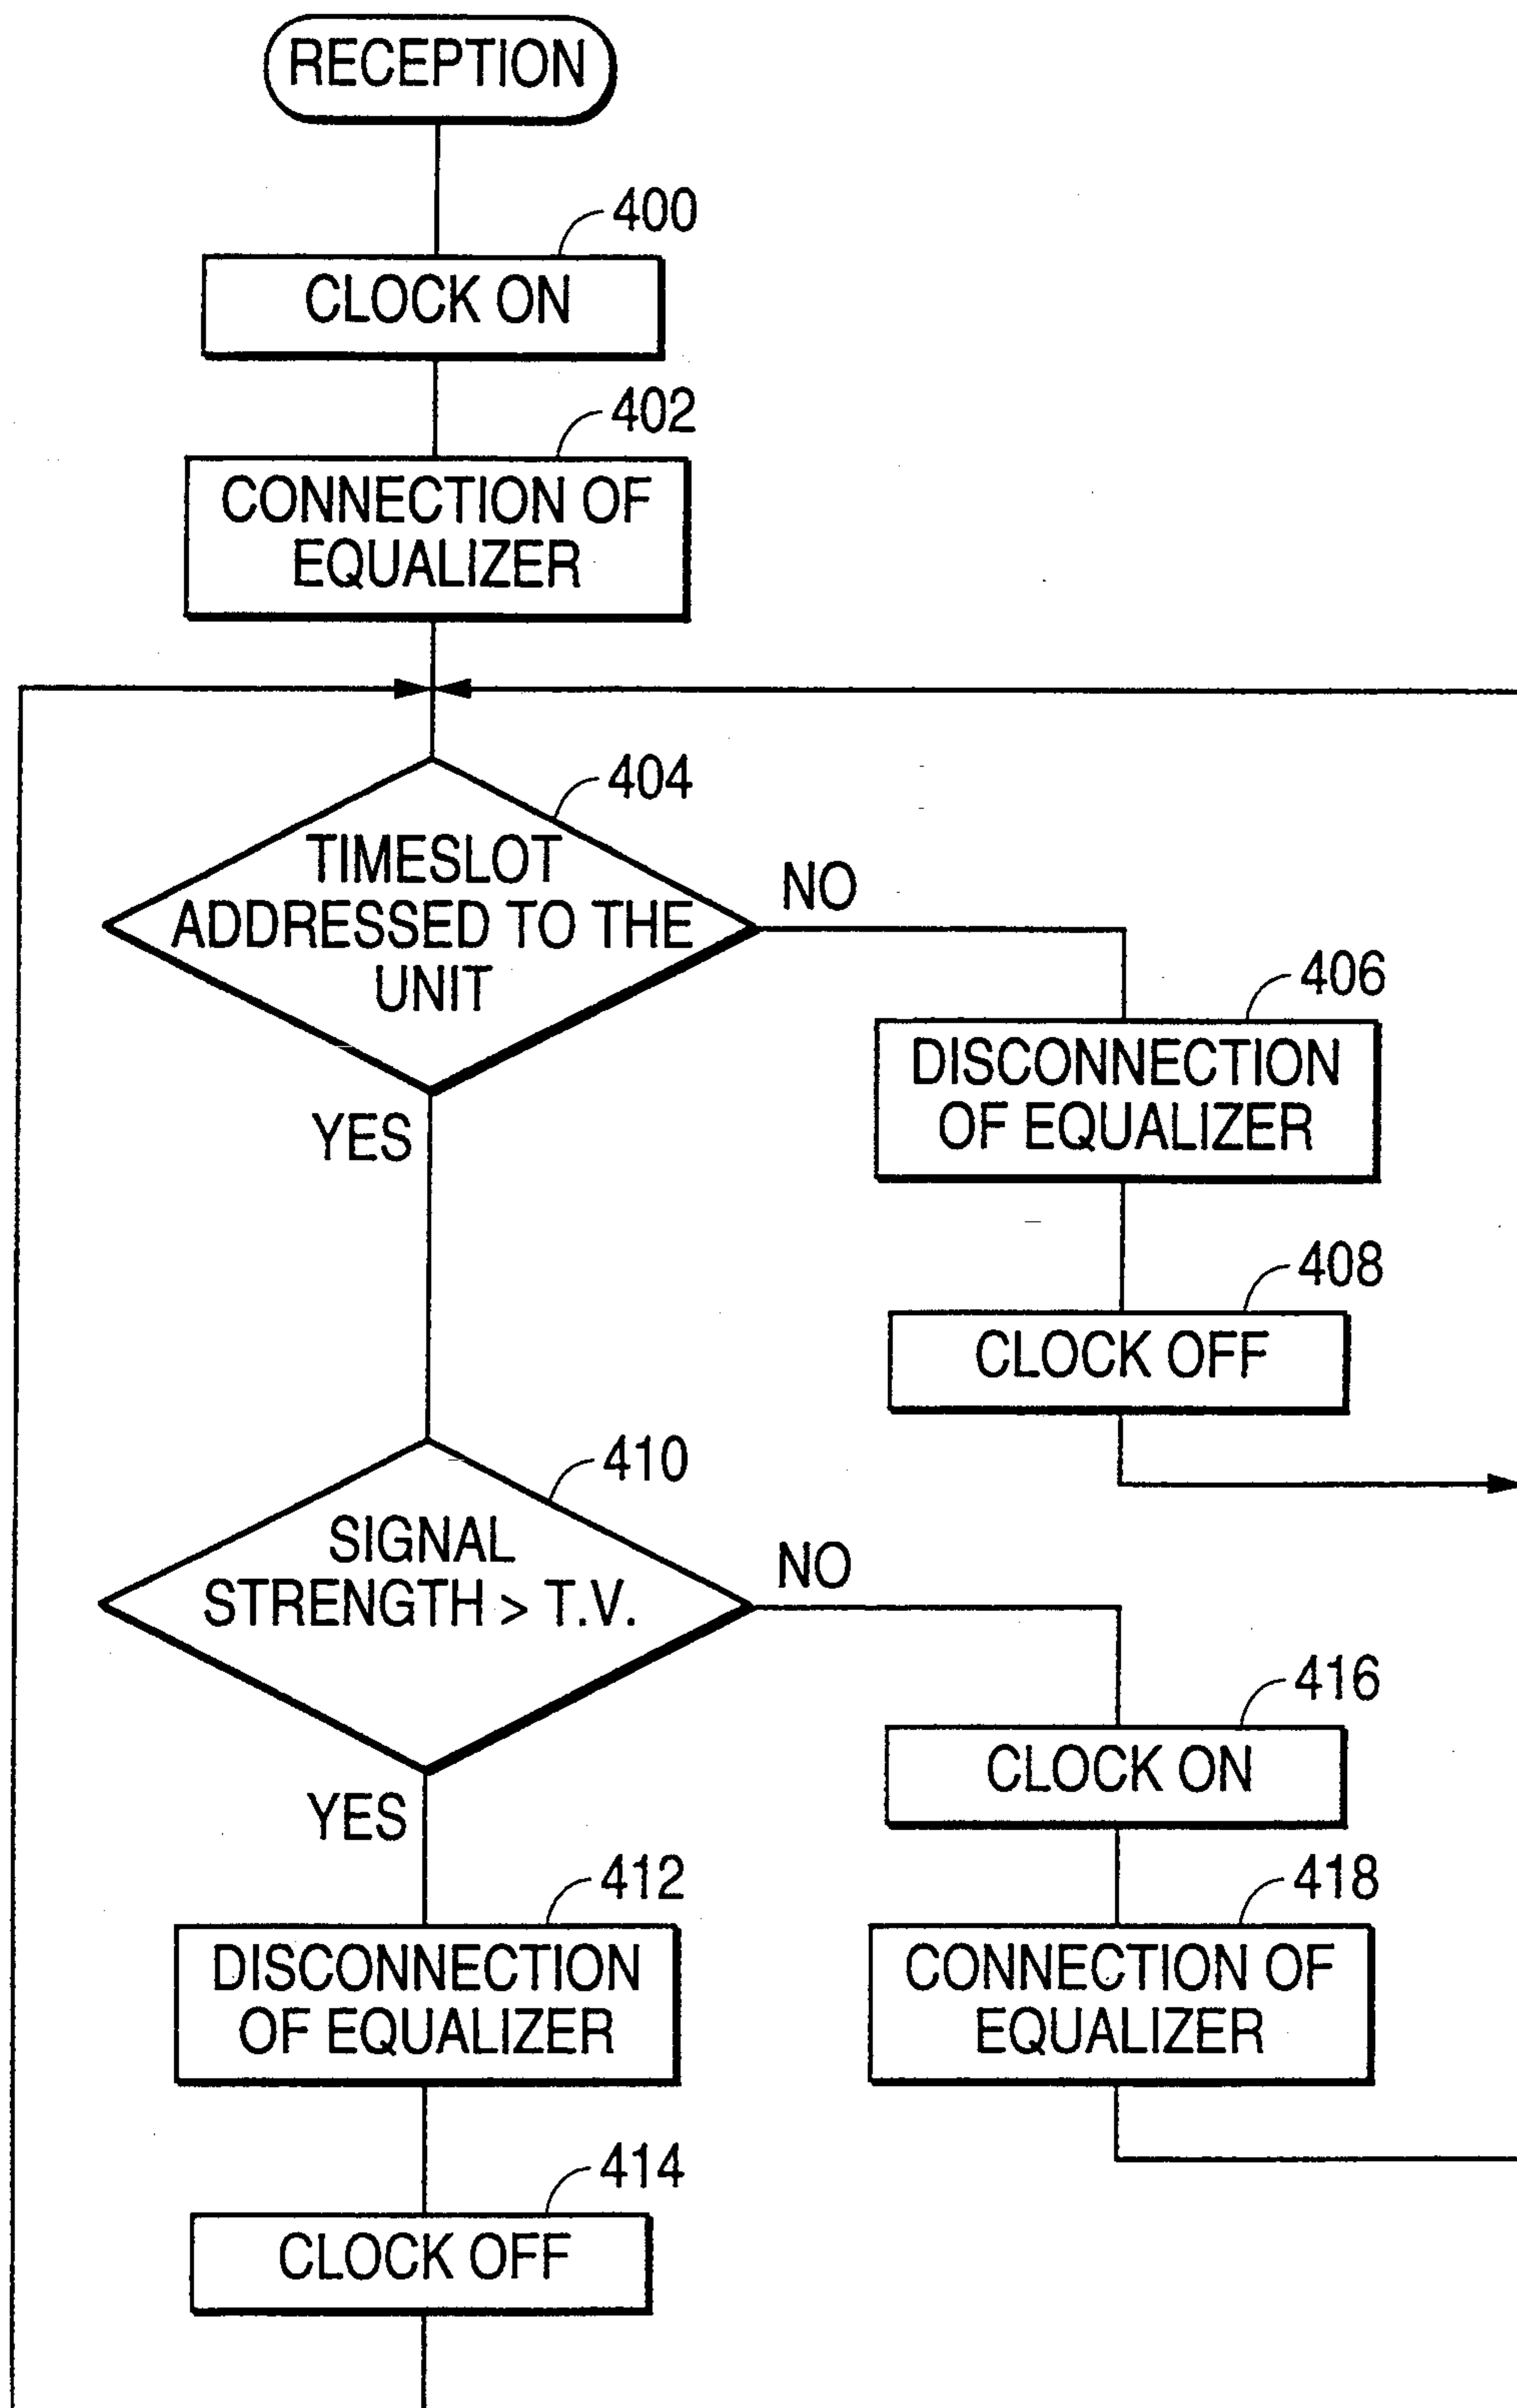 RECEPTION
400
CLOCK ON
402
CONNECTION OF
EQUALIZER
404
TIMESLOT
ADDRESSED TO THE
UNIT
NO
YES
406
DISCONNECTION
OF EQUALIZER
408
CLOCK OFF
410
SIGNAL
STRENGTH > T.V.
NO
YES
416
CLOCK ON
412
DISCONNECTION
OF EQUALIZER
418
CONNECTION OF
EQUALIZER
414
CLOCK OFF